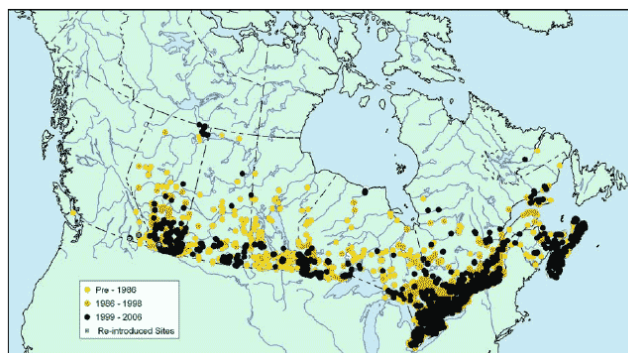 Pre - 1986
1986 - 1998
1999 - 2006
Re-introduced Sites